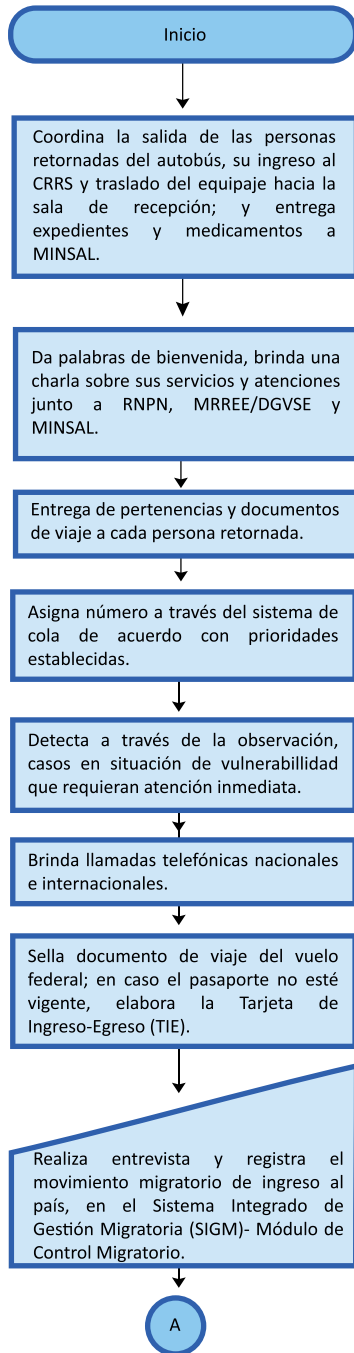 Inicio
Coordina la salida de las personas
retornadas del autobús, su ingreso al
CRRS y traslado del equipaje hacia la
sala de recepción; y entrega
expedientes y medicamentos a
MINSAL.
Da palabras de bienvenida, brinda una
charla sobre sus servicios y atenciones
junto a RNPN, MRREE/DGVSE y
MINSAL.
Entrega de pertenencias y documentos
de viaje a cada persona retornada.
Asigna número a través del sistema de
cola de acuerdo con prioridades
establecidas.
Detecta a través de la observación,
casos en situación de vulnerabillidad
que requieran atención inmediata.
Brinda llamadas telefónicas nacionales
e internacionales.
Sella documento de viaje del vuelo
federal; en caso el pasaporte no esté
vigente, elabora la Tarjeta de
Ingreso-Egreso (TIE).
Realiza entrevista y registra el
movimiento migratorio de ingreso al
país, en el Sistema Integrado de
Gestión Migratoria (SIGM)- Módulo de
Control Migratorio.
A